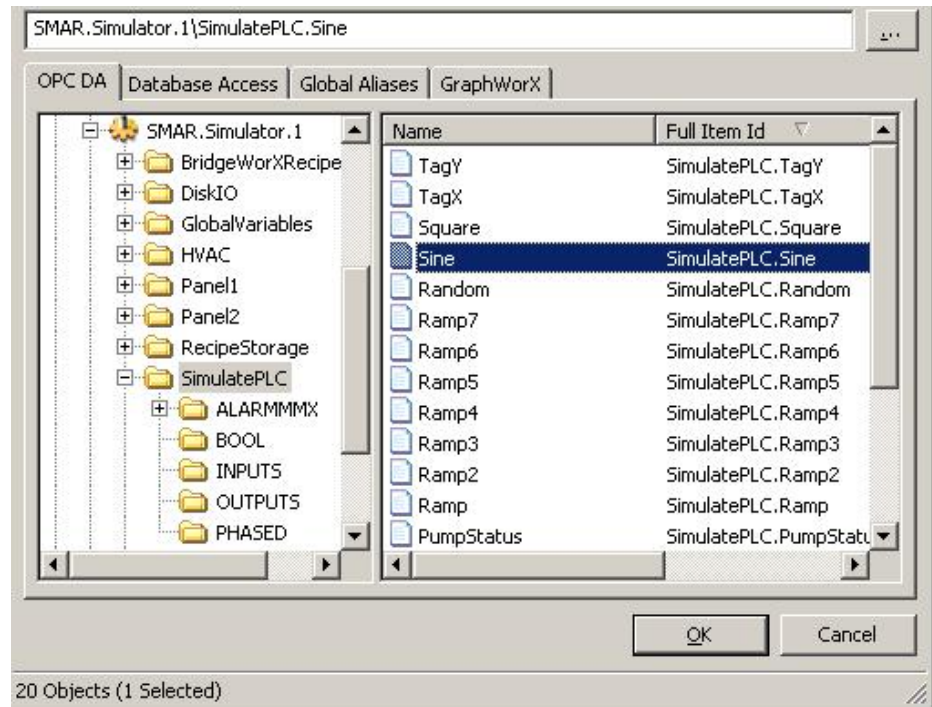 SMAR.Simulator.1\SimulatePLC.Sine
...
OPC DA Database Access Global Aliases GraphWorX
SMAR.Simulator.1
BridgeWorXRecipe
DiskIO
GlobalVariables
HVAC
Panel1
Panel2
RecipeStorage
SimulatePLC
ALARMMMX
BOOL
INPUTS
OUTPUTS
PHASED
Name Full Item Id
TagY SimulatePLC.TagY
TagX SimulatePLC.TagX
Square SimulatePLC.Square
Sine SimulatePLC.Sine
Random SimulatePLC.Random
Ramp7 SimulatePLC.Ramp7
Ramp6 SimulatePLC.Ramp6
Ramp5 SimulatePLC.Ramp5
Ramp4 SimulatePLC.Ramp4
Ramp3 SimulatePLC.Ramp3
Ramp2 SimulatePLC.Ramp2
Ramp SimulatePLC.Ramp
PumpStatus SimulatePLC.PumpStatu
OK Cancel
20 Objects (1 Selected)